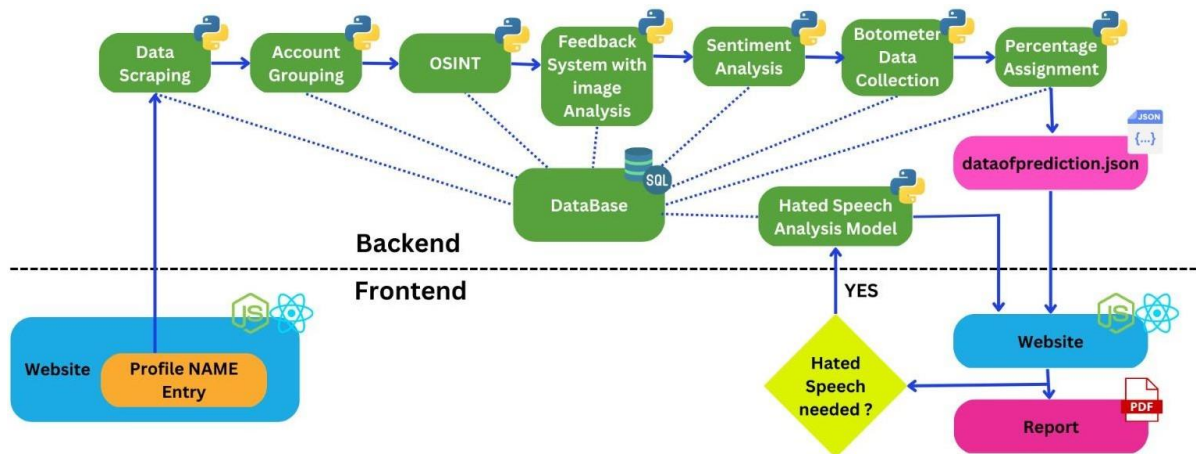 Data
Scraping
Account
Grouping
OSINT
Feedback
System with
image
Analysis
Sentiment
Analysis
Botometer
Data
Collection
Percentage
Assignment
JSON
{...}
dataofprediction.json
SQL
DataBase
Hated Speech
Analysis Model
Backend
Frontend
YES
JS
Website
Profile NAME
Entry
Hated
Speech
needed ?
JS
Website
PDF
Report